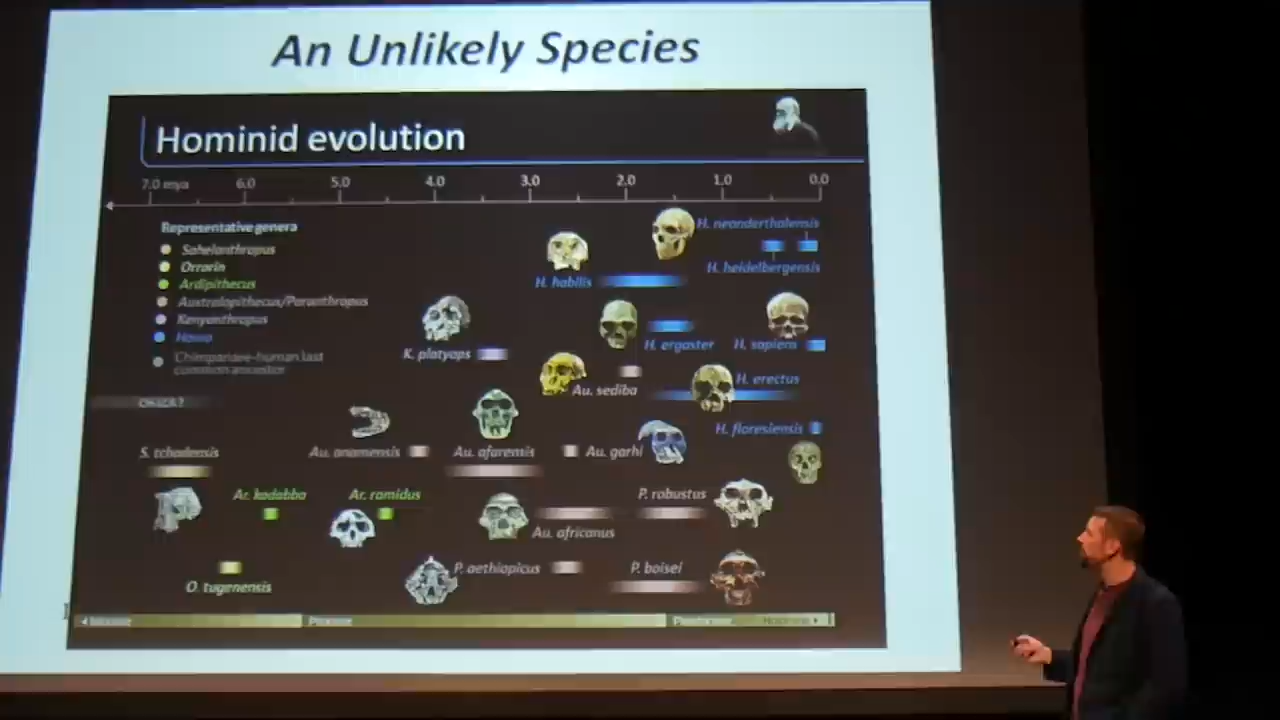 An Unlikely Species
Hominid evolution
7.0 mya 6.0 5.0 4.0 3.0 2.0 1.0 0.0
Representative genera
Sahelanthropus
Orrorin
Ardipithecus
Australopithecus/Paranthropus
Kenyanthropus
Homo
Chimpanzee-human last
common ancestor
H. neanderthalensis
H. heidelbergensis
H. habilis
H. ergaster
H. sapiens
K. platyops
Au. sediba
H. erectus
CHLCA?
H. floresiensis
S. tchadensis
Au. anamensis
Au. afarensis
Au. garhi
Ar. kadabba
Ar. ramidus
P. robustus
Au. africanus
P. aethiopicus
P. boisei
O. tugenensis
Miocene
Pliocene